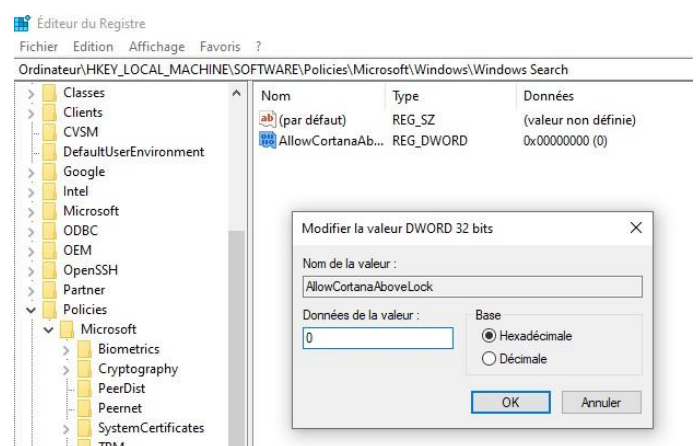 Éditeur du Registre
Fichier Edition Affichage Favoris ?
Ordinateur\HKEY_LOCAL_MACHINE\SOFTWARE\Policies\Microsoft\Windows\Windows Search
Classes
Clients
CVSM
DefaultUserEnvironment
Google
Intel
Microsoft
ODBC
OEM
OpenSSH
Partner
Policies
Microsoft
Biometrics
Cryptography
PeerDist
Peernet
SystemCertificates
TPM
Nom Type Données
ab (par défaut) REG_SZ (valeur non définie)
AllowCortanaAb... REG_DWORD 0x00000000 (0)
Modifier la valeur DWORD 32 bits
Nom de la valeur :
AllowCortanaAboveLock
Données de la valeur :
0
Base
Hexadécimale
Décimale
OK Annuler